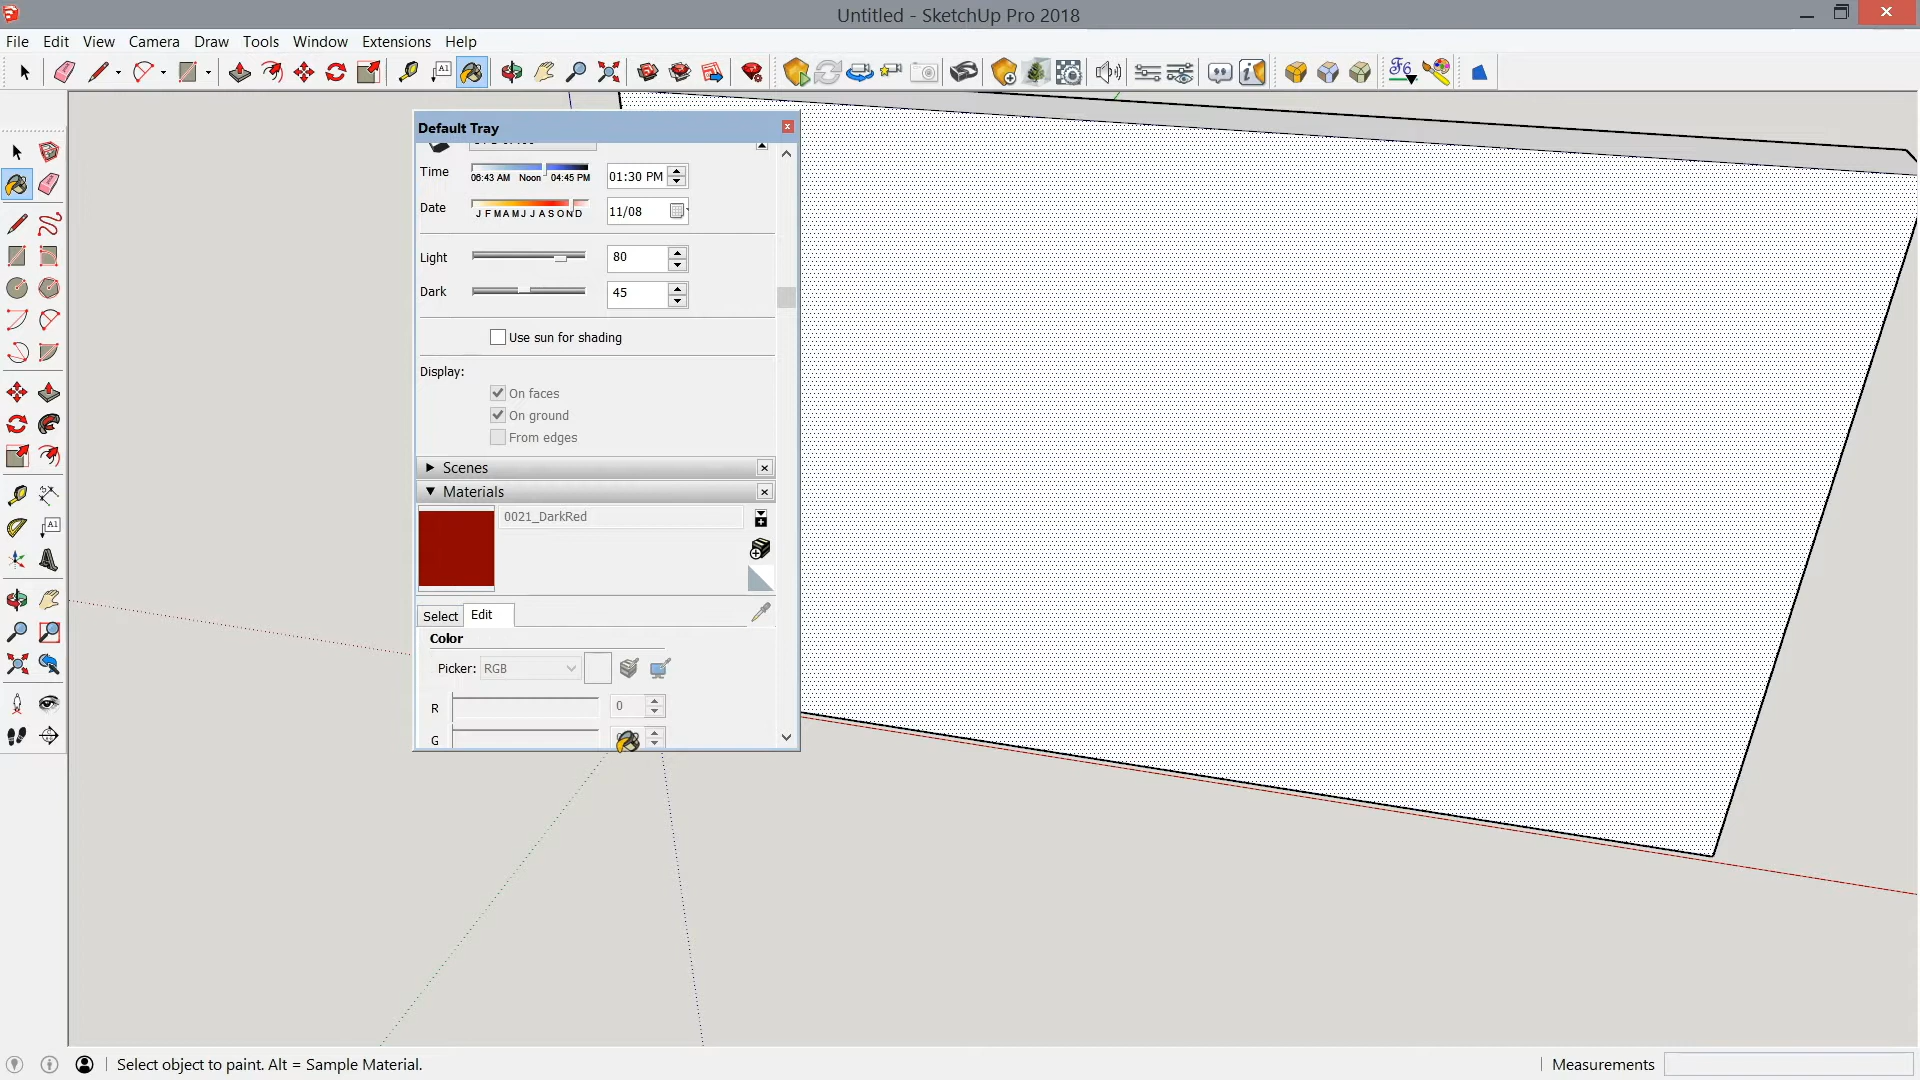 Untitled - SketchUp Pro 2018
File Edit View Camera Draw Tools Window Extensions Help
Default Tray
Time 06:43 AM Noon 04:45 PM 01:30 PM
Date J F M A M J J A S O N D 11/08
Light 80
Dark 45
Use sun for shading
Display:
On faces
On ground
From edges
Scenes
Materials
0021_DarkRed
Select Edit
Color
Picker: RGB
R 0
G
Select object to paint. Alt = Sample Material.
Measurements